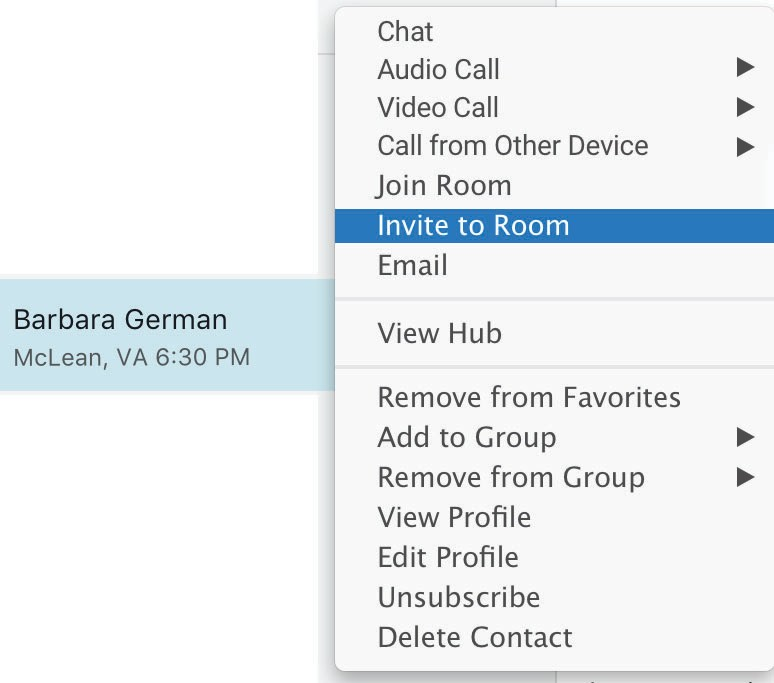 Chat
Audio Call
Video Call
Call from Other Device
Join Room
Invite to Room
Email
Barbara German
McLean, VA 6:30 PM
View Hub
Remove from Favorites
Add to Group
Remove from Group
View Profile
Edit Profile
Unsubscribe
Delete Contact